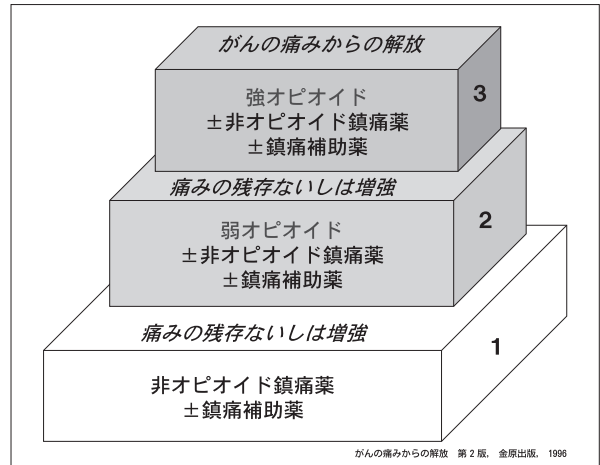 がんの痛みからの解放
3
強オピオイド
±非オピオイド鎮痛薬
±鎮痛補助薬
痛みの残存ないしは増強
2
弱オピオイド
±非オピオイド鎮痛薬
±鎮痛補助薬
痛みの残存ないしは増強
1
非オピオイド鎮痛薬
±鎮痛補助薬
がんの痛みからの解放 第2版, 金原出版, 1996